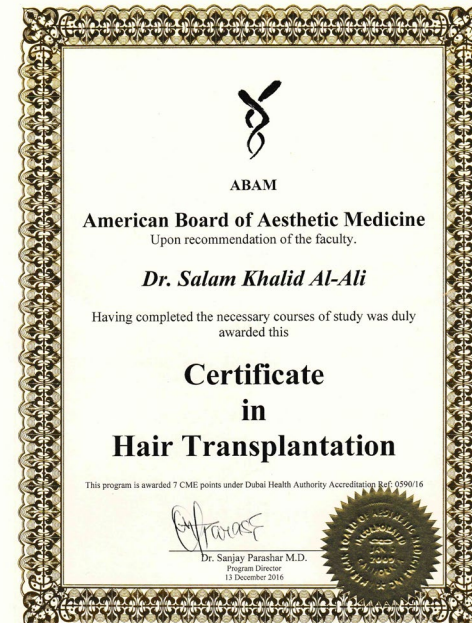 ABAM
American Board of Aesthetic Medicine
Upon recommendation of the faculty.
Dr. Salam Khalid Al-Ali
Having completed the necessary courses of study was duly
awarded this
Certificate
in
Hair Transplantation
This program is awarded 7 CME points under Dubai Health Authority Accreditation Ref: 0590/16
Dr. Sanjay Parashar M.D.
Program Director
13 December 2016